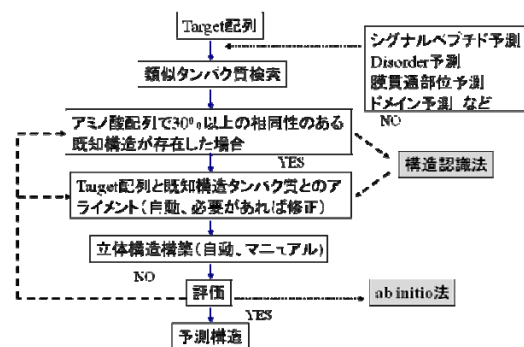 Target配列
シグナルペプチド予測
Disorder予測
膜貫通部位予測
ドメイン予測 など
類似タンパク質検索
NO
アミノ酸配列で30%以上の相同性のある
既知構造が存在した場合
YES
構造認識法
Target配列と既知構造タンパク質とのア
ライメント(自動、必要があれば修正)
立体構造構築(自動、マニュアル)
NO
評価
ab initio法
YES
予測構造